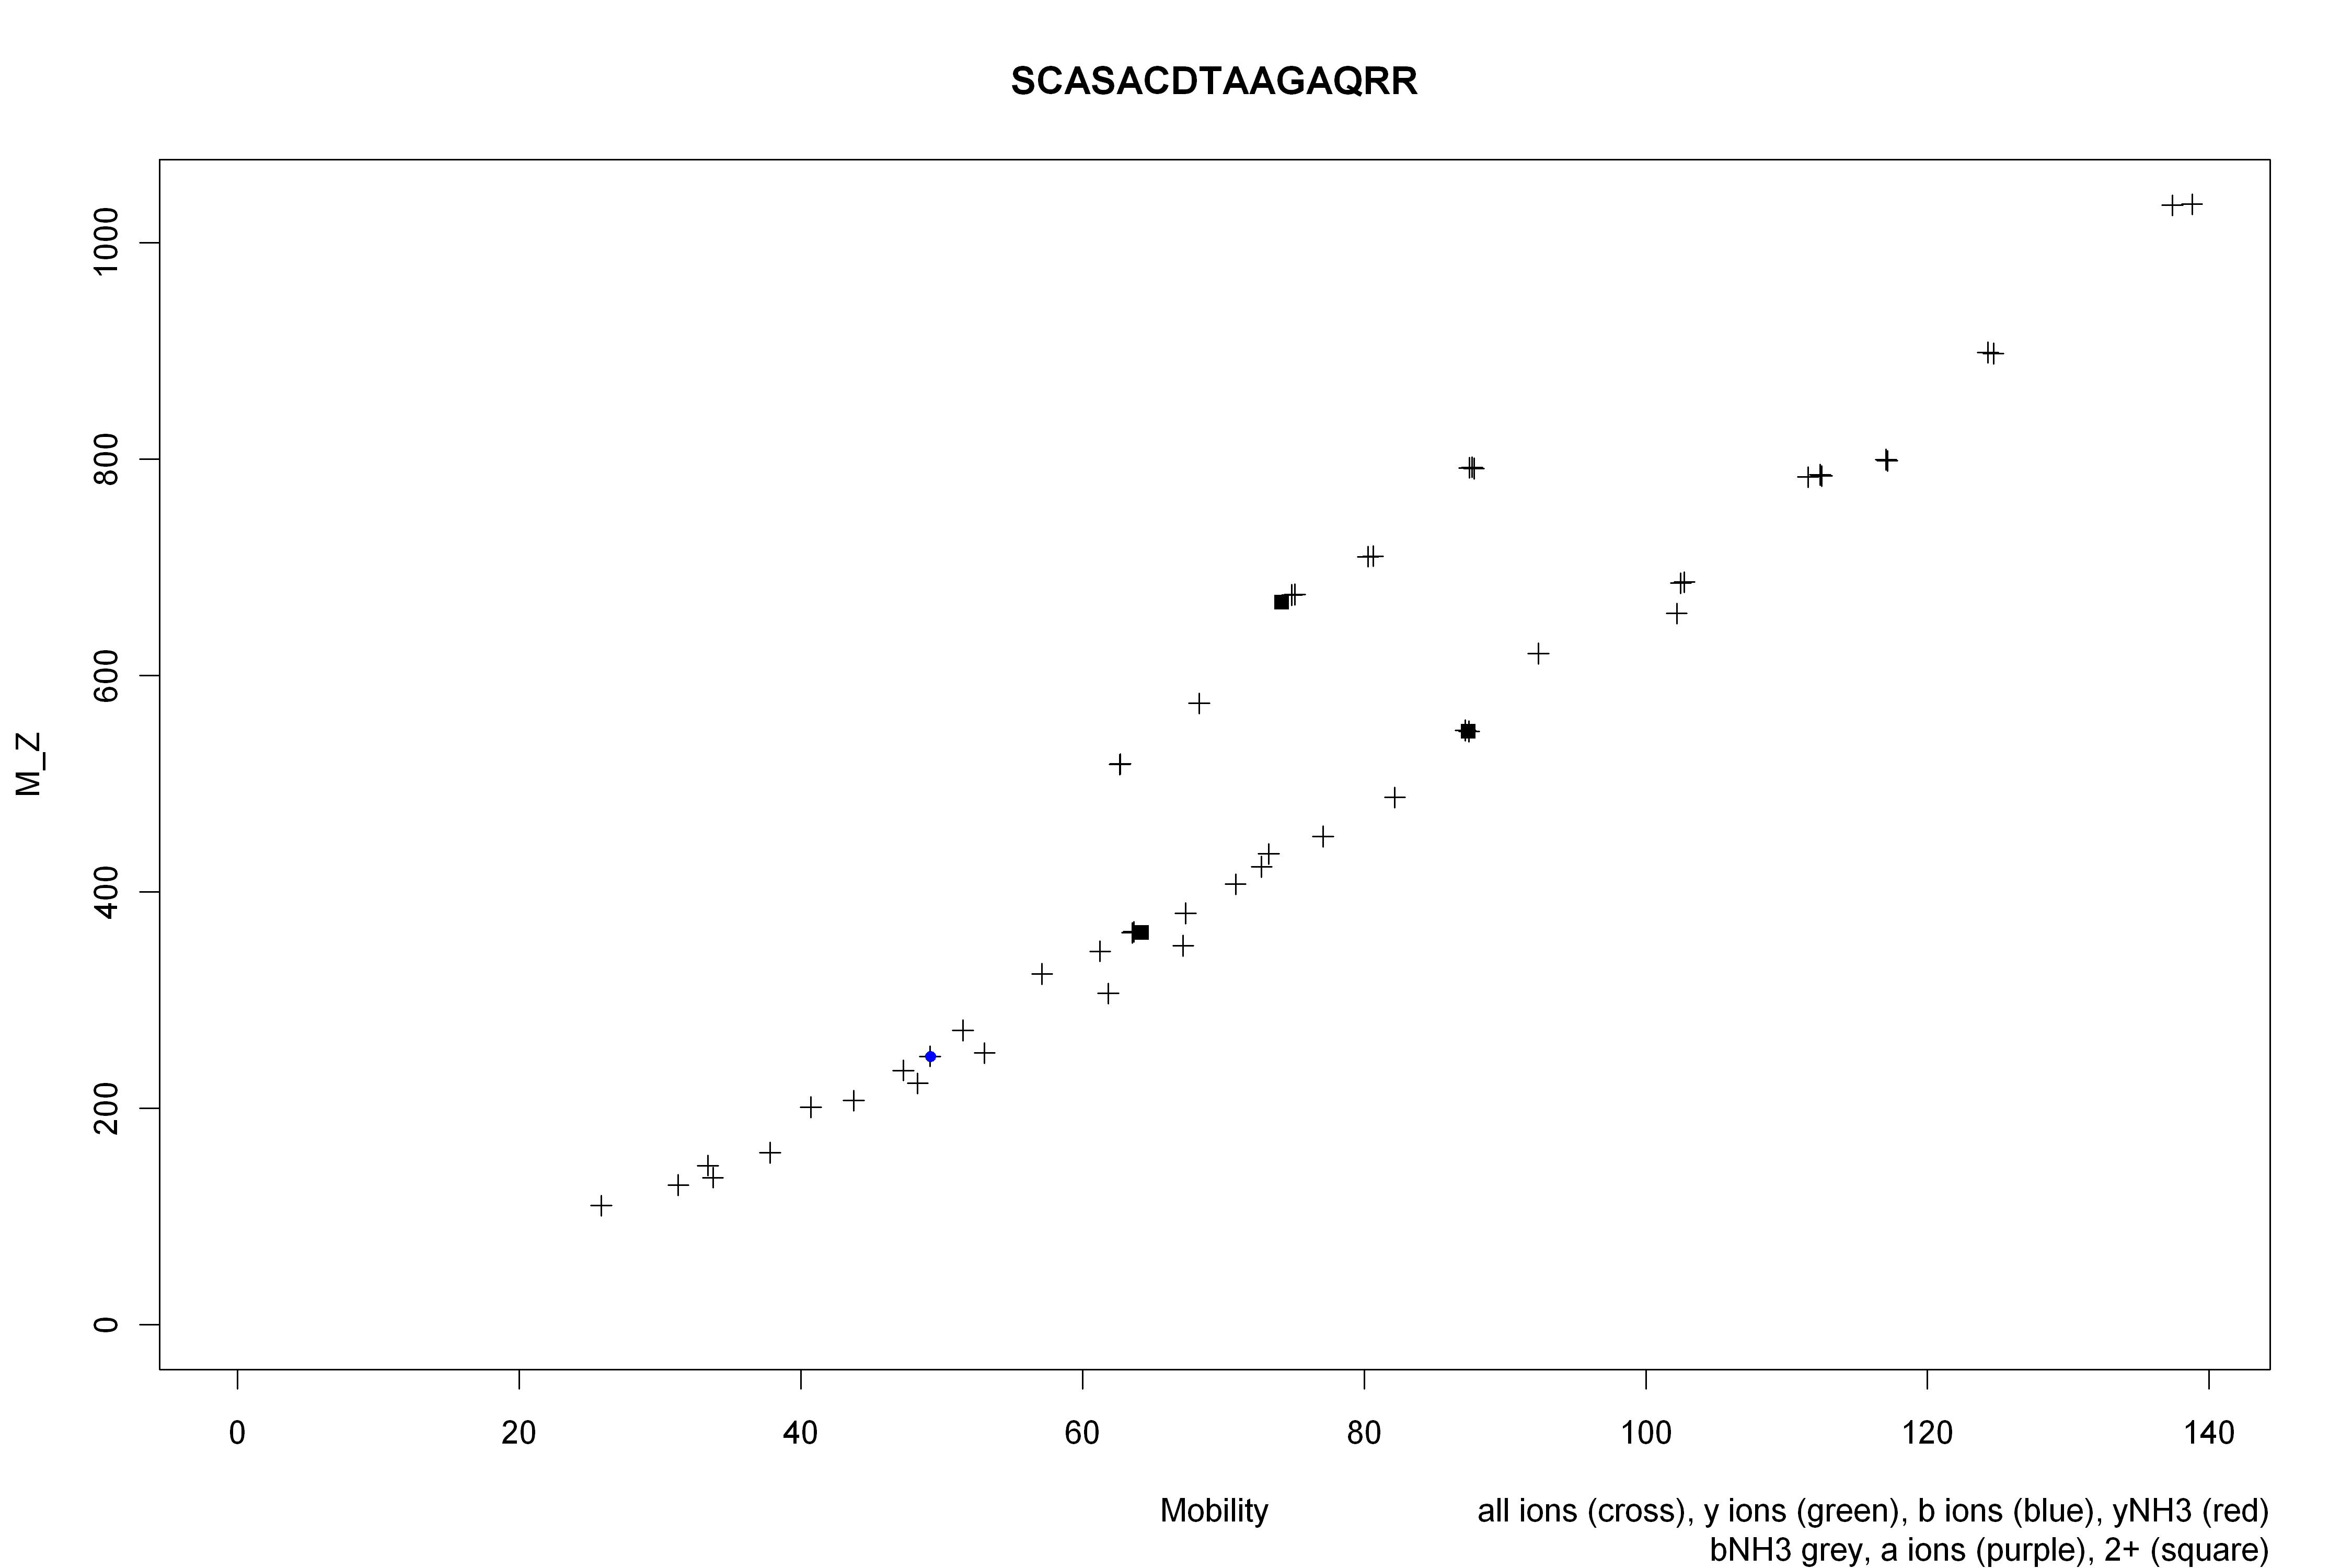 SCASACDTAAGAQRR
M_Z
1000
800
600
400
200
0
0 20 40 60 80 100 120 140
Mobility
all ions (cross), y ions (green), b ions (blue), yNH3 (red)
bNH3 grey, a ions (purple), 2+ (square)